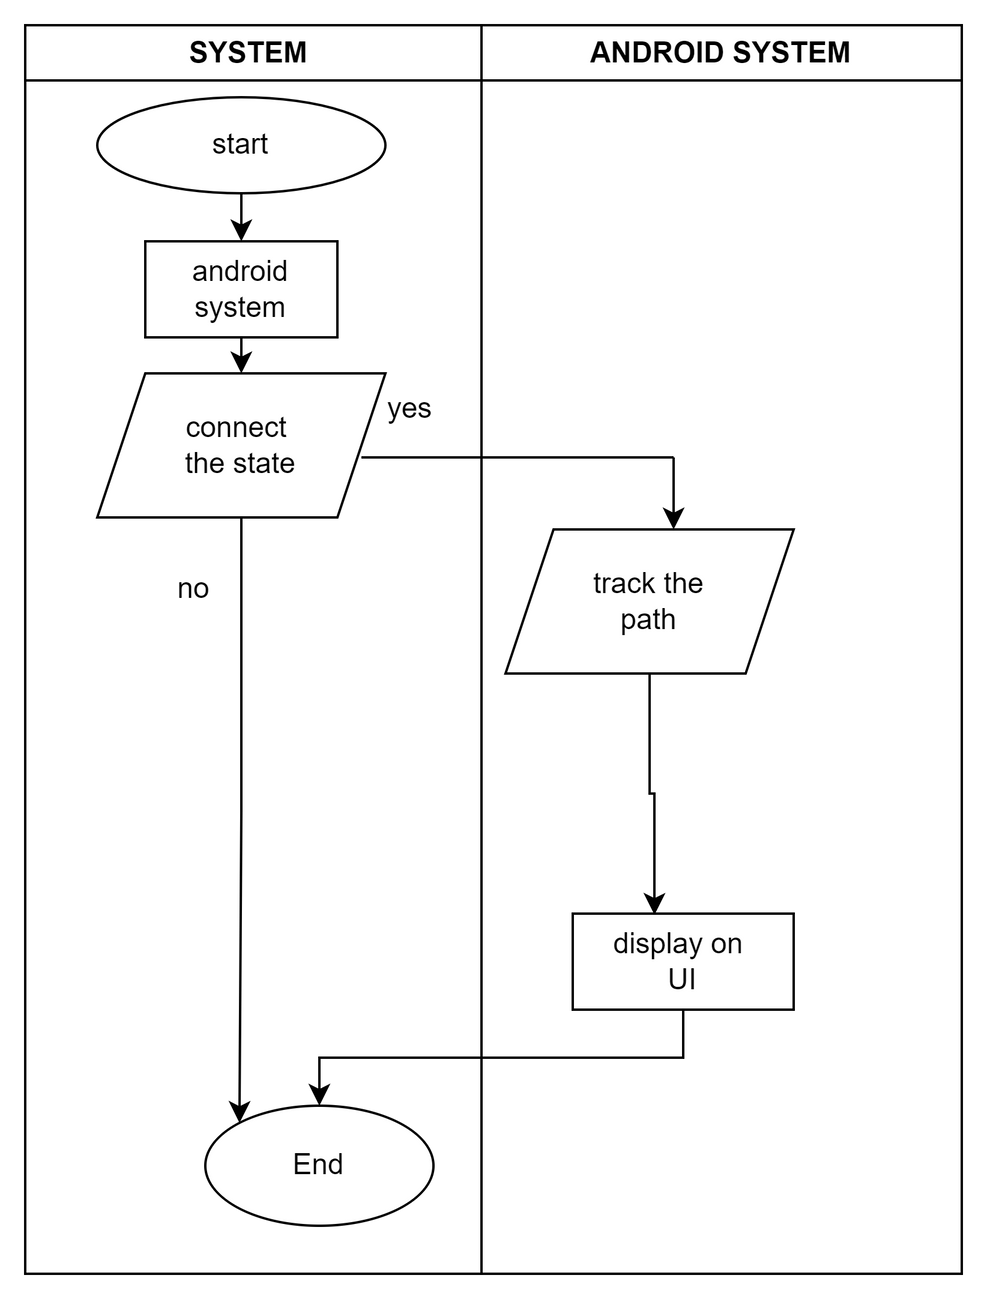 SYSTEM
ANDROID SYSTEM
start
android
system
connect
the state
yes
no
track the
path
display on
UI
End